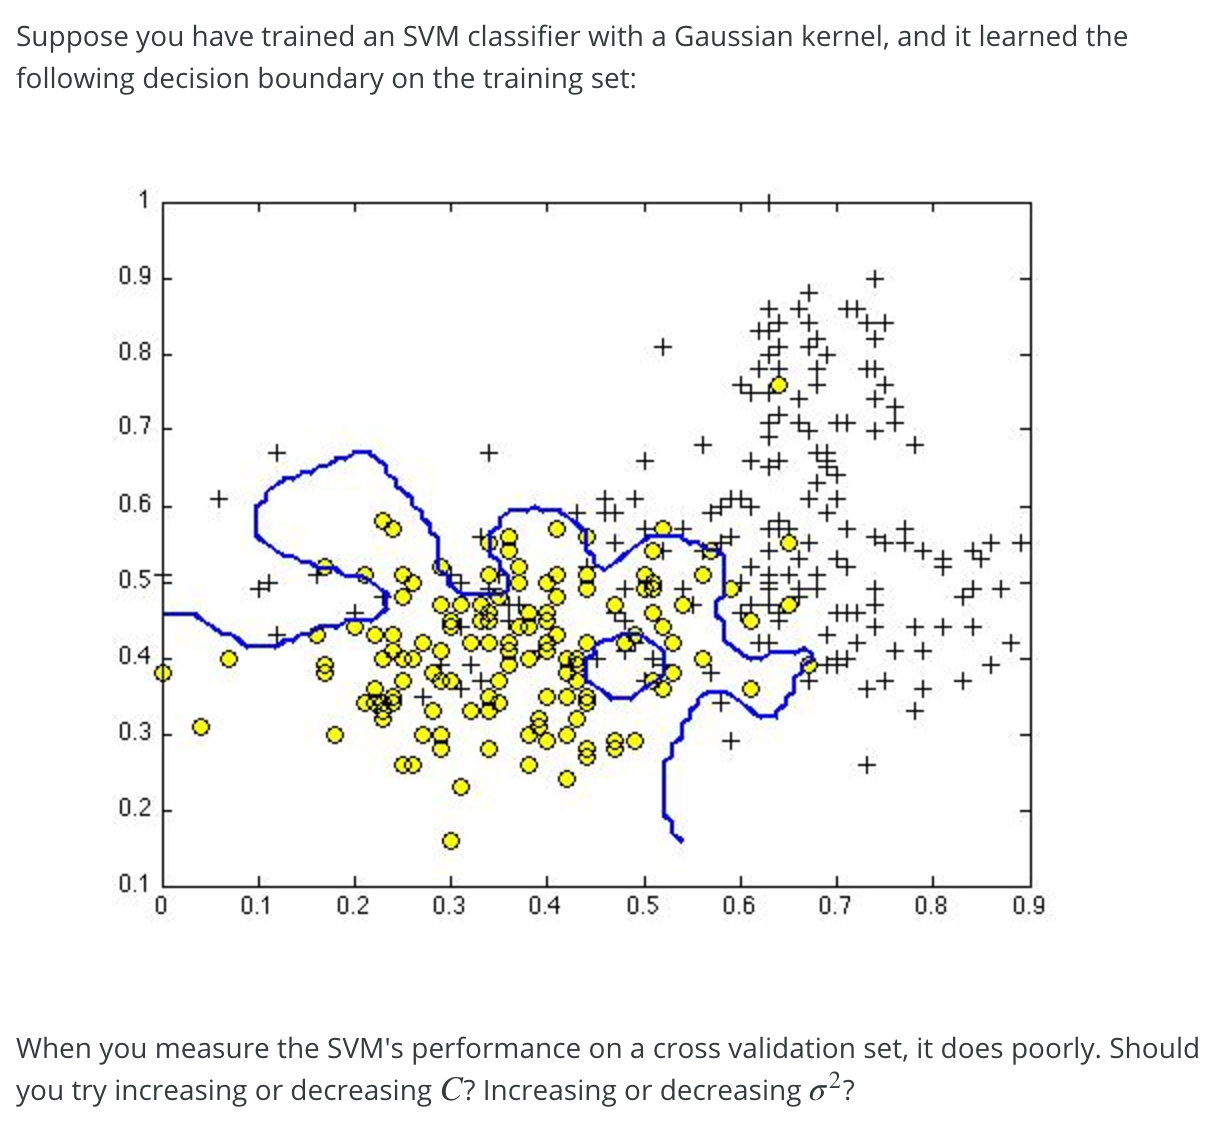 Suppose you have trained an SVM classifier with a Gaussian kernel, and it learned the
following decision boundary on the training set:
1
0.9
0.8
0.7
0.6
0.5
0.4
0.3
0.2
0.1
0 0.1 0.2 0.3 0.4 0.5 0.6 0.7 0.8 0.9
When you measure the SVM's performance on a cross validation set, it does poorly. Should
you try increasing or decreasing C? Increasing or decreasing σ²?